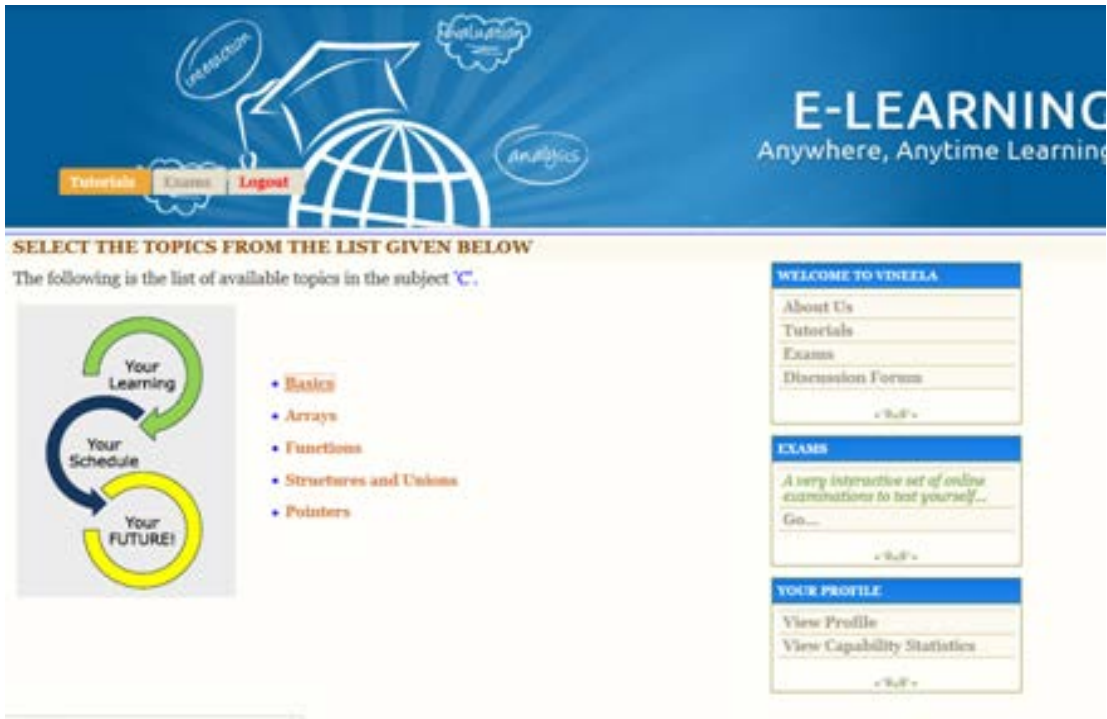 interaction
evaluation
analytics
E-LEARNING
Anywhere, Anytime Learning
Tutorials Exams Logout
SELECT THE TOPICS FROM THE LIST GIVEN BELOW
The following is the list of available topics in the subject 'C'.
Your
Learning
Your
Schedule
Your
FUTURE!
• Basics
• Arrays
• Functions
• Structures and Unions
• Pointers
WELCOME TO VINEELA
About Us
Tutorials
Exams
Discussion Forum
EXAMS
A very interactive set of online
examinations to test yourself...
Go...
YOUR PROFILE
View Profile
View Capability Statistics